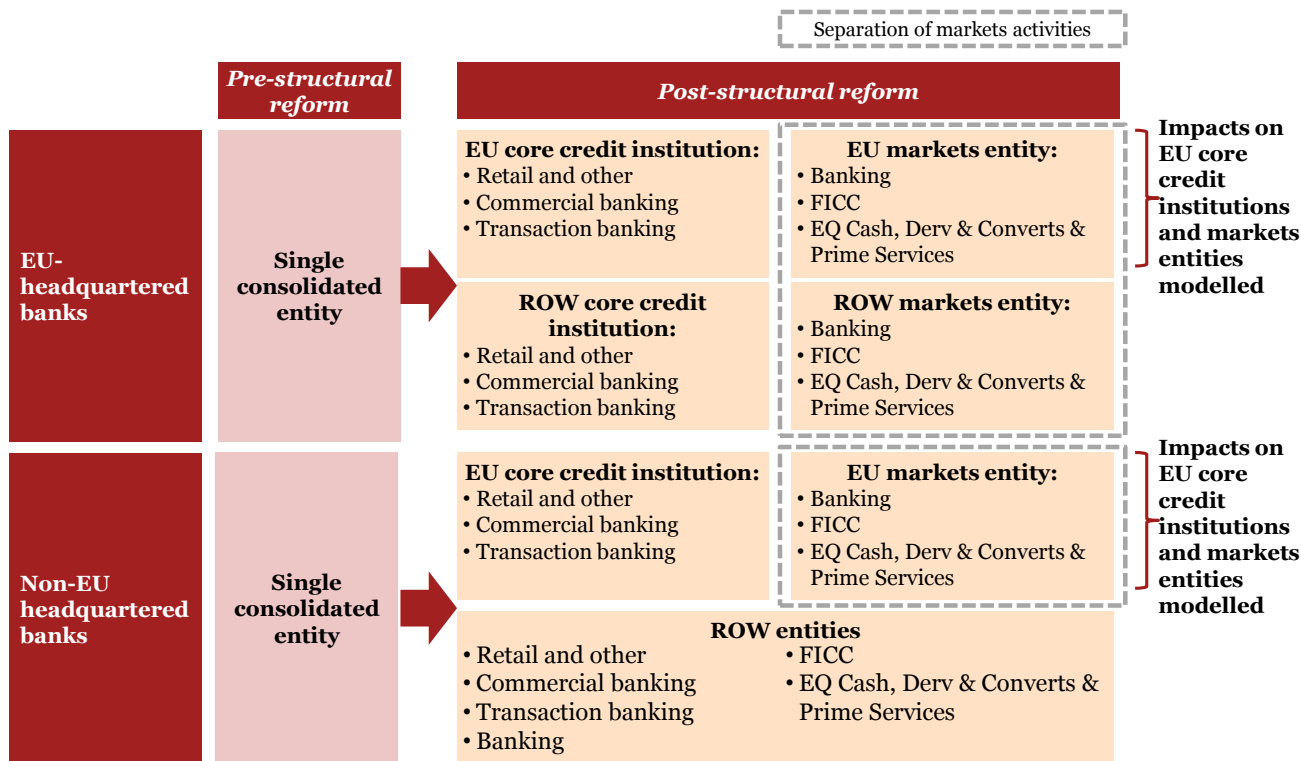 Separation of markets activities
Pre-structural
reform
Post-structural reform
EU-
headquartered
banks
Single
consolidated
entity
EU core credit institution:
• Retail and other
• Commercial banking
• Transaction banking
EU markets entity:
• Banking
• FICC
• EQ Cash, Derv & Converts &
Prime Services
ROW core credit
institution:
• Retail and other
• Commercial banking
• Transaction banking
ROW markets entity:
• Banking
• FICC
• EQ Cash, Derv & Converts &
Prime Services
Impacts on
EU core
credit
institutions
and markets
entities
modelled
Non-EU
headquartered
banks
Single
consolidated
entity
EU core credit institution:
• Retail and other
• Commercial banking
• Transaction banking
EU markets entity:
• Banking
• FICC
• EQ Cash, Derv & Converts &
Prime Services
Impacts on
EU core
credit
institutions
and markets
entities
modelled
ROW entities
• Retail and other
• Commercial banking
• Transaction banking
• Banking
• FICC
• EQ Cash, Derv & Converts &
Prime Services